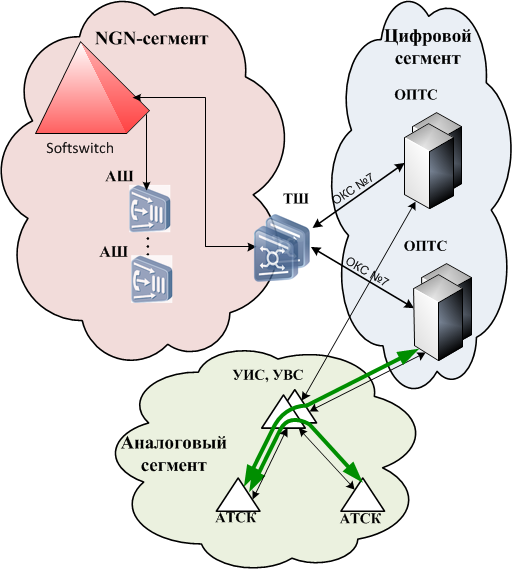 NGN-сегмент
Softswitch
АШ
АШ
ТШ
Цифровой
сегмент
ОПТС
ОКС №7
ОПТС
ОКС №7
УИС, УВС
Аналоговый
сегмент
АТСК
АТСК